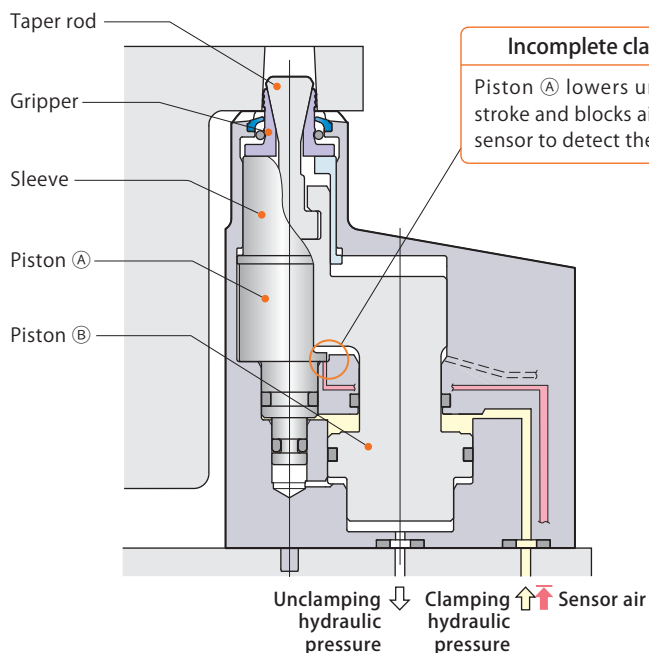 Taper rod
Gripper
Sleeve
Piston Ⓐ
Piston Ⓑ
Incomplete
Piston Ⓐ lowers
stroke and blocks
sensor to detect the
Unclamping
hydraulic
pressure
Clamping
hydraulic
pressure
Sensor air